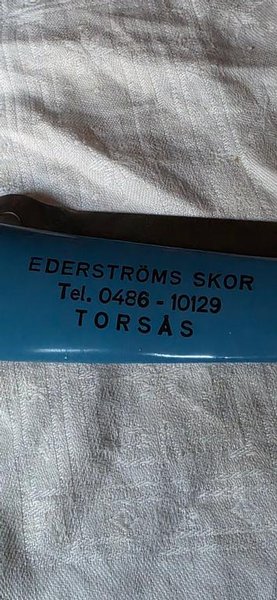 EDERSTRÖMS SKOR
Tel. 0486 - 10129
TORSÅS